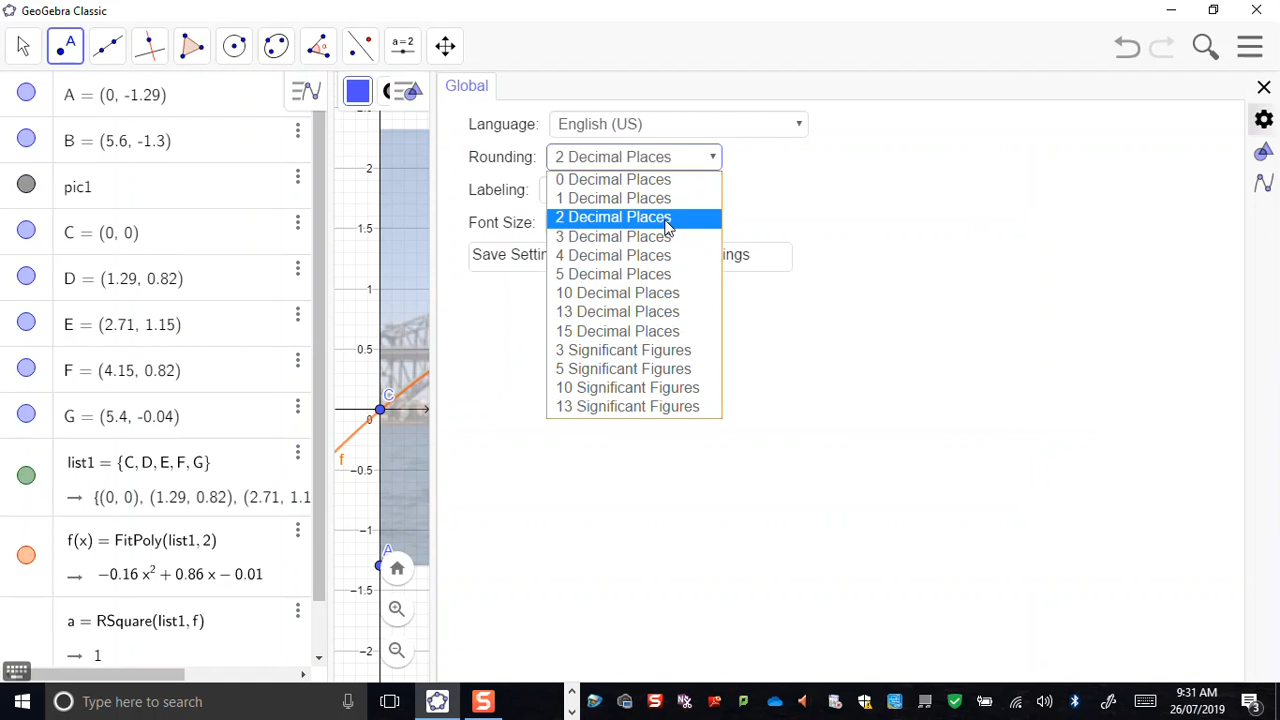 GeoGebra Classic
A
a=2
A = (0, -1.29)
B = (5.6, -1.3)
pic1
C = (0, 0)
D = (1.29, 0.82)
E = (2.71, 1.15)
F = (4.15, 0.82)
G = (5.4, -0.04)
list1 = {C, D, E, F, G}
→ {(0, 0), (1.29, 0.82), (2.71, 1.1
f(x) = FitPoly(list1, 2)
→ −0.16 x² + 0.86 x − 0.01
a = RSquare(list1, f)
→ 1
2
1.5
1
0.5
0
−0.5
−1
−1.5
−2
C
f
A
Global
Language: English (US)
Rounding: 2 Decimal Places
Labeling:
Font Size:
Save Settin
ngs
0 Decimal Places
1 Decimal Places
2 Decimal Places
3 Decimal Places
4 Decimal Places
5 Decimal Places
10 Decimal Places
13 Decimal Places
15 Decimal Places
3 Significant Figures
5 Significant Figures
10 Significant Figures
13 Significant Figures
Type here to search
9:31 AM
26/07/2019
3